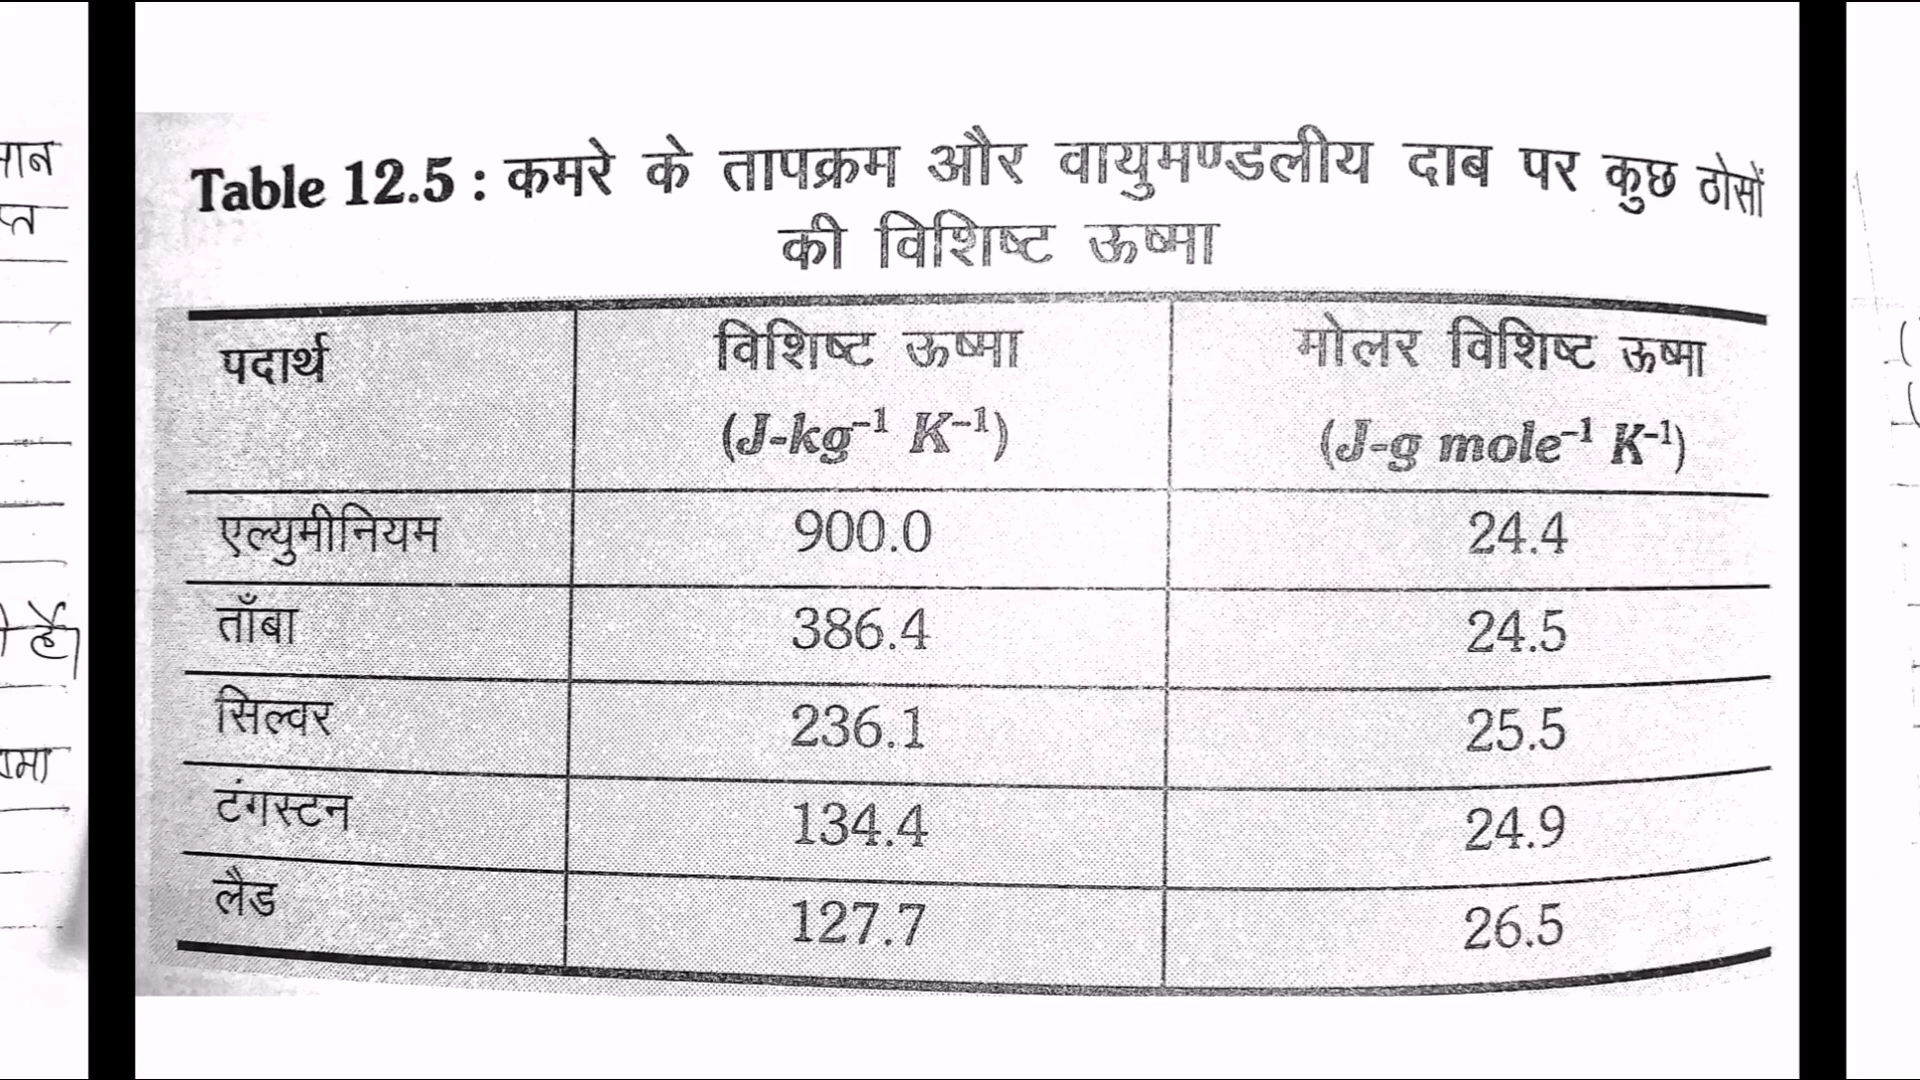 Table 12.5 : कमरे के तापक्रम और वायुमण्डलीय दाब पर कुछ ठोसों
की विशिष्ट ऊष्मा
पदार्थ विशिष्ट ऊष्मा मोलर विशिष्ट ऊष्मा
(J-kg⁻¹ K⁻¹) (J-g mole⁻¹ K⁻¹)
एल्युमीनियम 900.0 24.4
ताँबा 386.4 24.5
सिल्वर 236.1 25.5
टंगस्टन 134.4 24.9
लैड 127.7 26.5